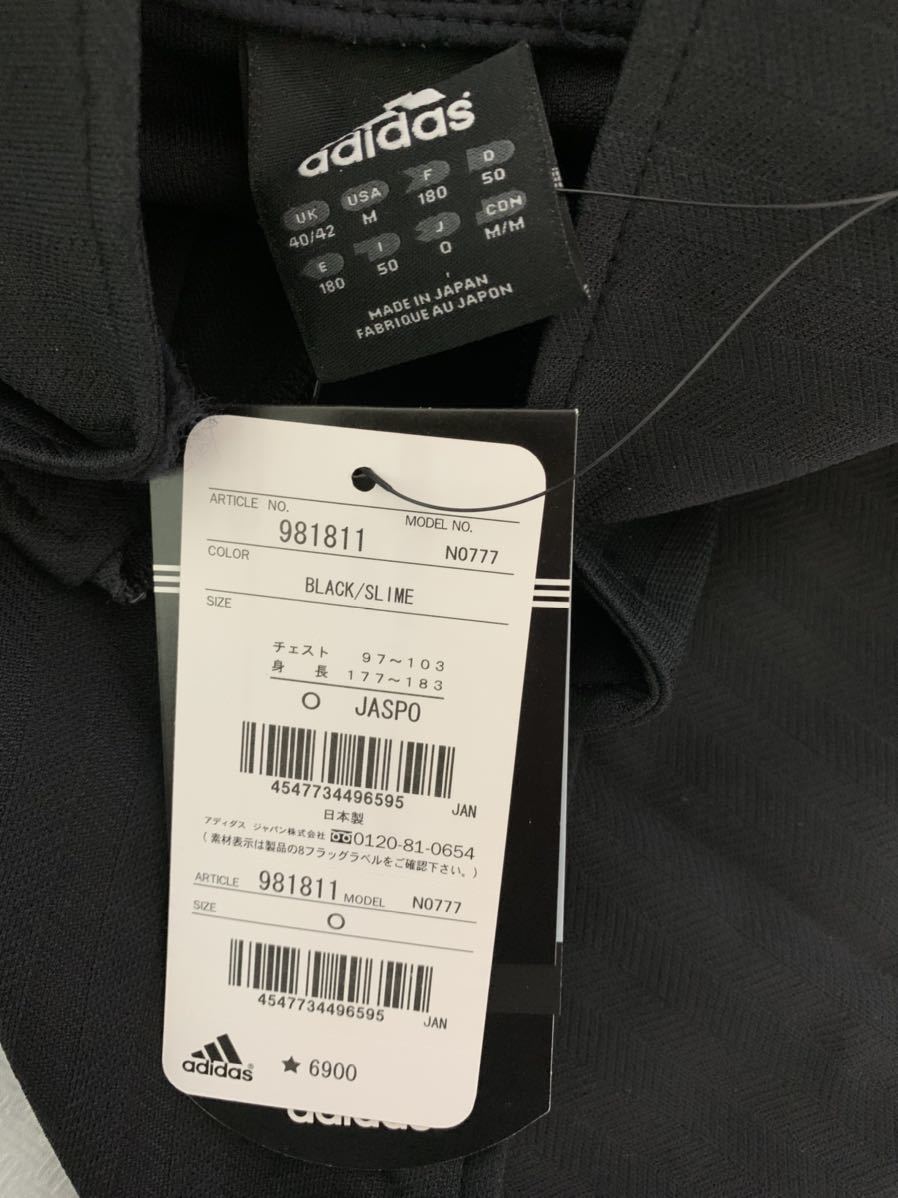 adidas
UK USA F D
40/42 M 180 50
E I J CDN
180 50 O M/M
MADE IN JAPAN
FABRIQUE AU JAPON
ARTICLE NO. MODEL NO.
981811 N0777
COLOR
BLACK/SLIME
SIZE
チェスト 97~103
身 長 177~183
O JASPO
4547734496595 JAN
日本製
アディダス ジャパン株式会社 0120-81-0654
(素材表示は製品の8フラッグラベルをご確認下さい。)
ARTICLE 981811 MODEL N0777
SIZE
O
4547734496595 JAN
adidas ★6900
adidas